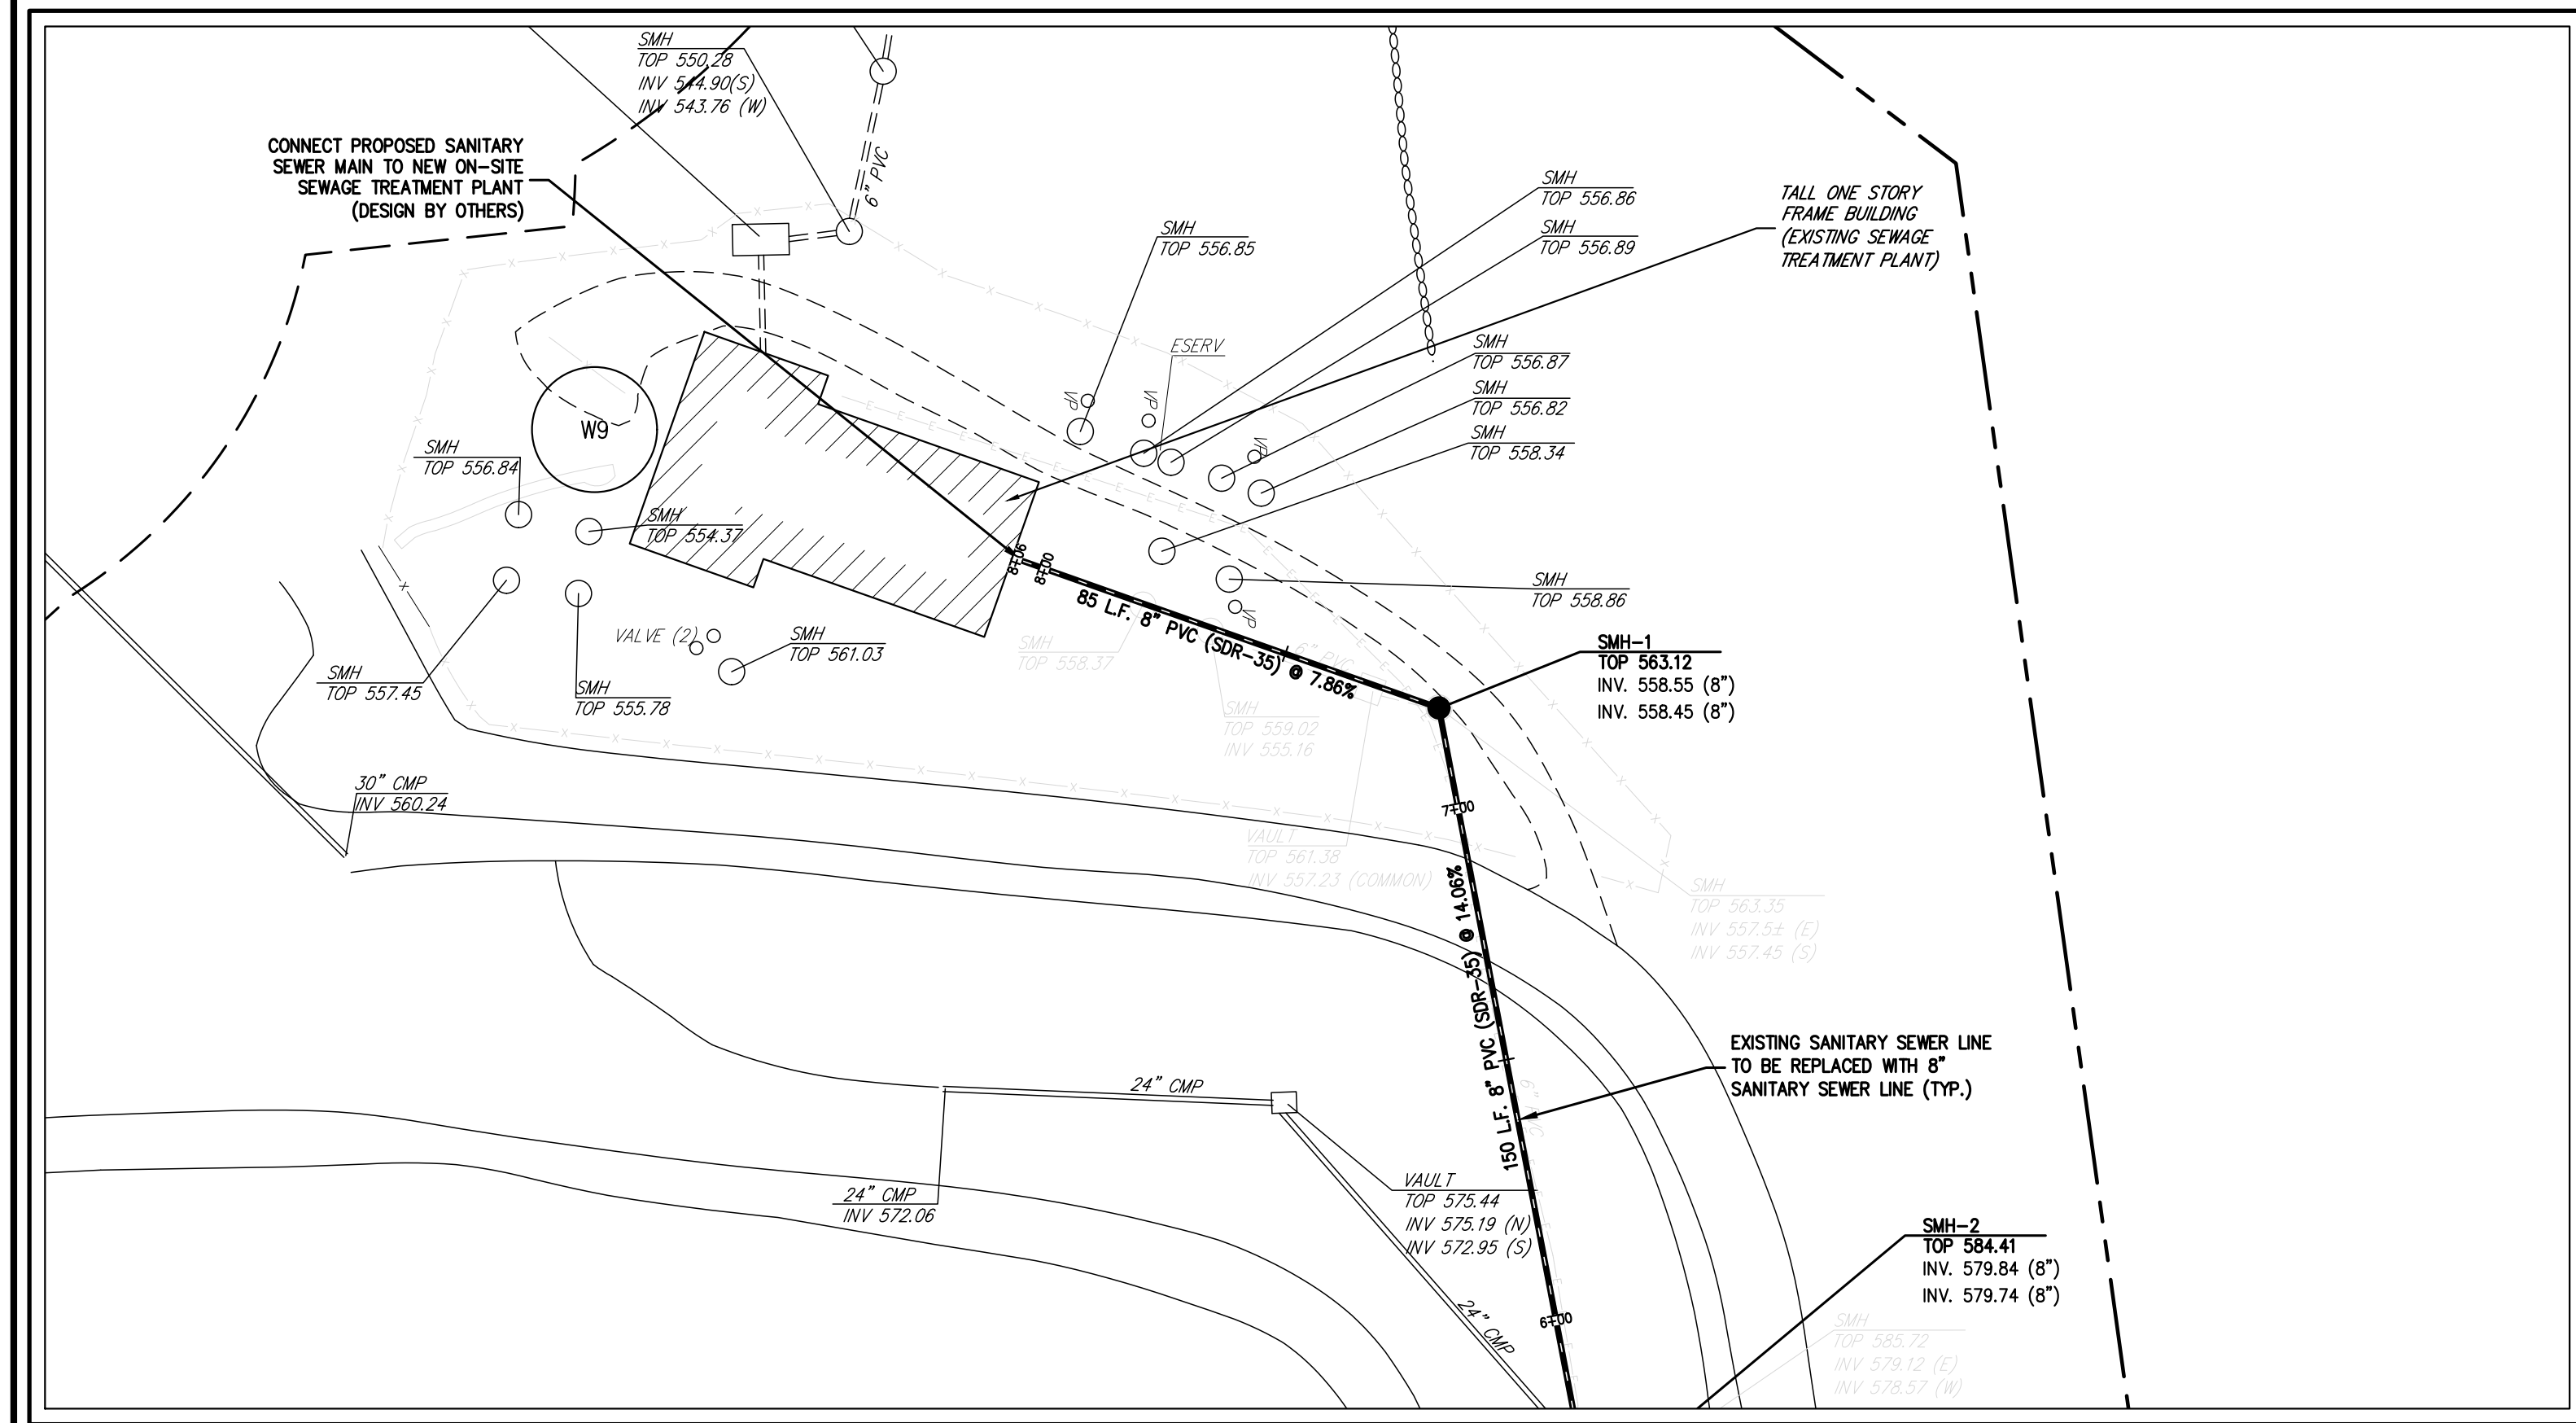 SMH
TOP 550.28
INV 544.90(S)
INV 543.76 (W)
6" PVC
CONNECT PROPOSED SANITARY
SEWER MAIN TO NEW ON-SITE
SEWAGE TREATMENT PLANT
(DESIGN BY OTHERS)
SMH
TOP 556.85
SMH
TOP 556.86
SMH
TOP 556.89
TALL ONE STORY
FRAME BUILDING
(EXISTING SEWAGE
TREATMENT PLANT)
ESERV
SMH
TOP 556.87
SMH
TOP 556.82
SMH
TOP 558.34
VP
VP
VP
W9
SMH
TOP 556.84
SMH
TOP 554.37
8+06
8+00
SMH
TOP 558.86
VP
85 L.F. 8" PVC (SDR-35) @ 7.86%
VALVE (2)
SMH
TOP 561.03
SMH
TOP 558.37
6" PVC
SMH-1
TOP 563.12
INV. 558.55 (8")
INV. 558.45 (8")
SMH
TOP 557.45
SMH
TOP 555.78
SMH
TOP 559.02
INV 555.16
30" CMP
INV 560.24
7+00
VAULT
TOP 561.38
INV 557.23 (COMMON)
SMH
TOP 563.35
INV 557.5± (E)
INV 557.45 (S)
150 L.F. 8" PVC (SDR-35) @ 14.06%
6" PVC
EXISTING SANITARY SEWER LINE
TO BE REPLACED WITH 8"
SANITARY SEWER LINE (TYP.)
24" CMP
24" CMP
INV 572.06
VAULT
TOP 575.44
INV 575.19 (N)
INV 572.95 (S)
24" CMP
6+00
SMH-2
TOP 584.41
INV. 579.84 (8")
INV. 579.74 (8")
SMH
TOP 585.72
INV 579.12 (E)
INV 578.57 (W)